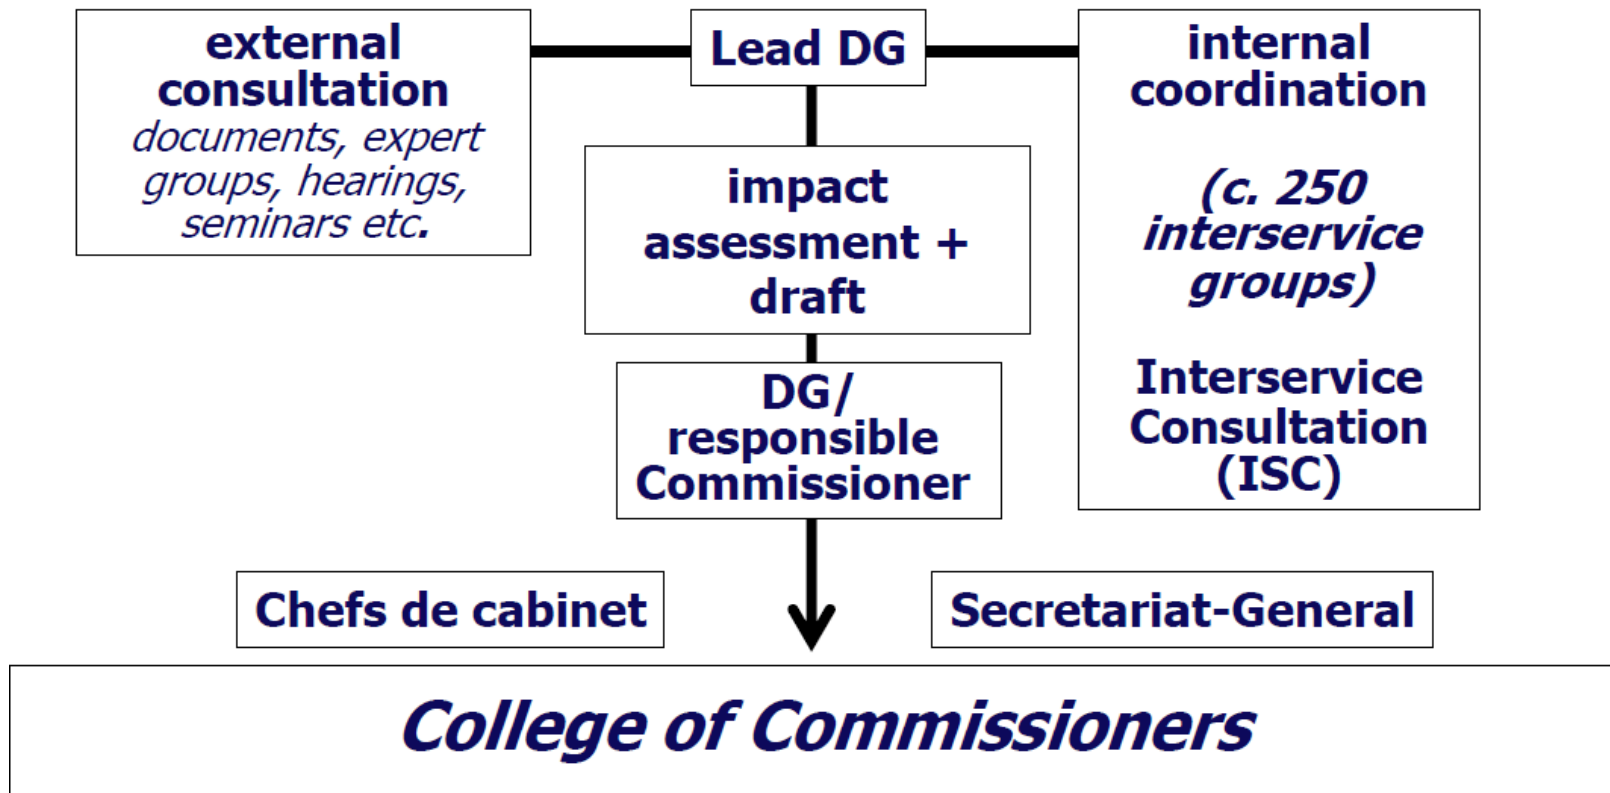 external
consultation
documents, expert
groups, hearings,
seminars etc.
Lead DG
internal
coordination
(c. 250
interservice
groups)
Interservice
Consultation
(ISC)
impact
assessment +
draft
DG/
responsible
Commissioner
Chefs de cabinet
Secretariat-General
College of Commissioners